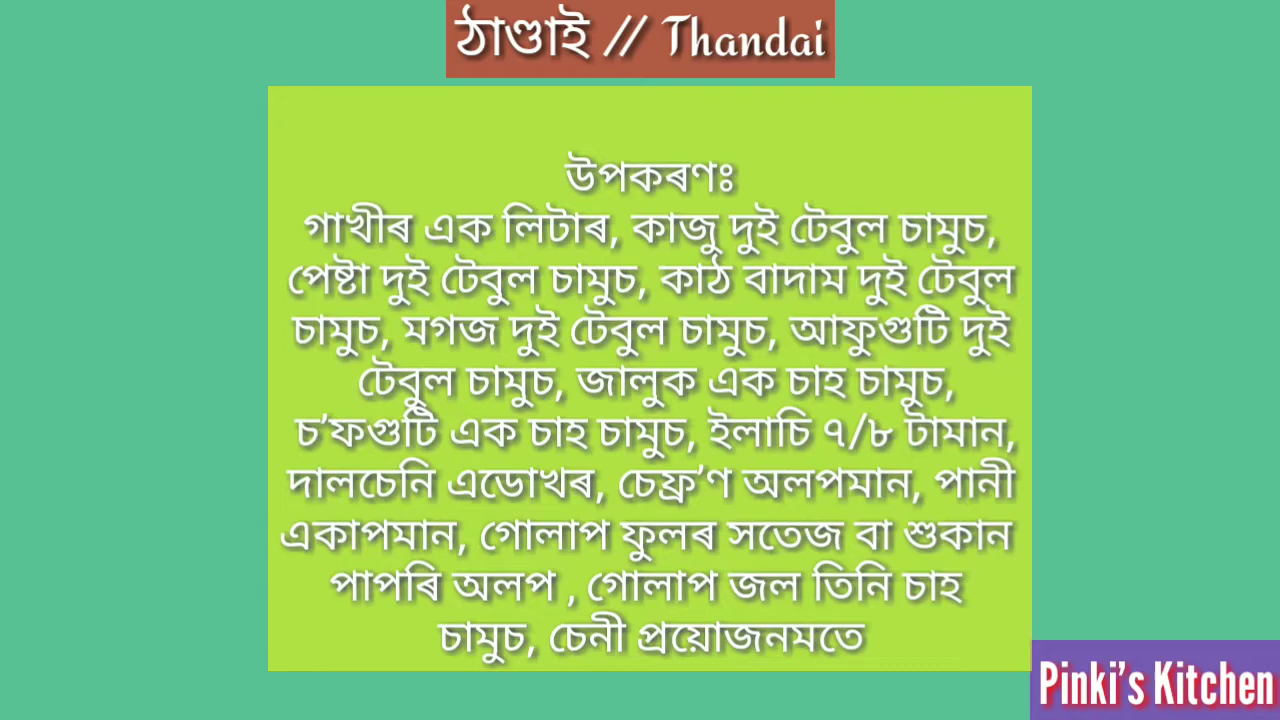 ঠাণ্ডাই // Thandai
উপকৰণঃ
গাখীৰ এক লিটাৰ, কাজু দুই টেবুল চামুচ,
পেষ্টা দুই টেবুল চামুচ, কাঠ বাদাম দুই টেবুল
চামুচ, মগজ দুই টেবুল চামুচ, আফুগুটি দুই
টেবুল চামুচ, জালুক এক চাহ চামুচ,
চ’ফগুটি এক চাহ চামুচ, ইলাচি ৭/৮ টামান,
দালচেনি এডোখৰ, চেফ্ৰ’ণ অলপমান, পানী
একাপমান, গোলাপ ফুলৰ সতেজ বা শুকান
পাপৰি অলপ , গোলাপ জল তিনি চাহ
চামুচ, চেনী প্ৰয়োজনমতে
Pinki’s Kitchen